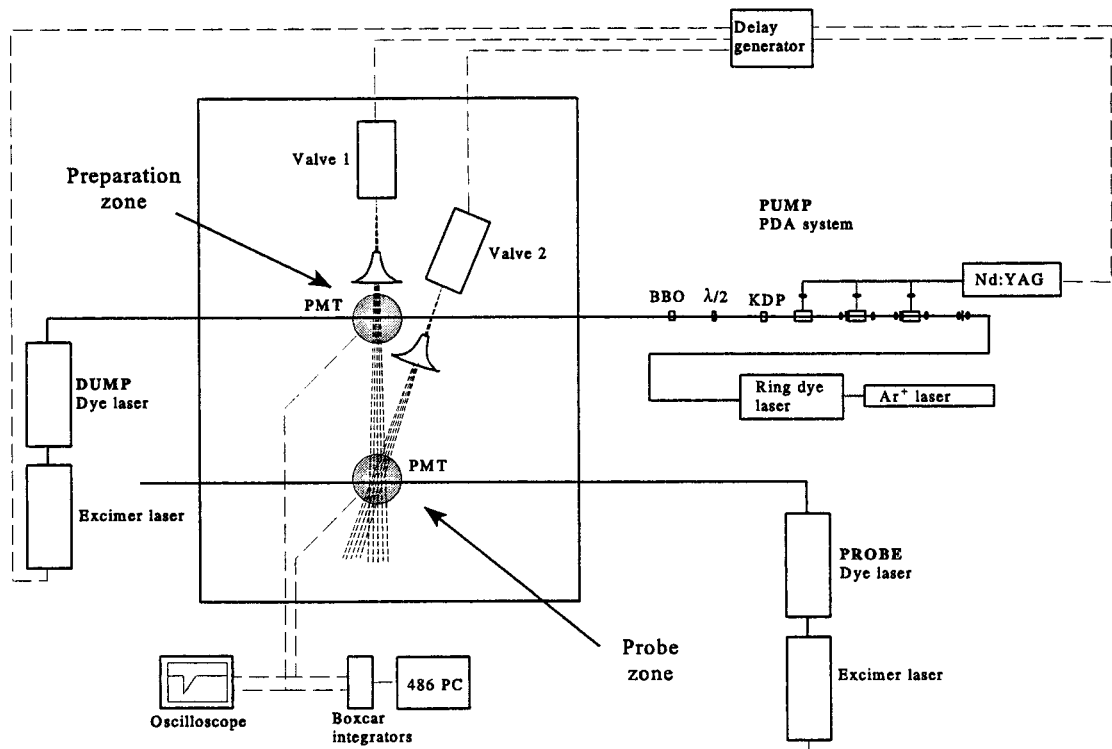 Delay
generator
Valve 1
Preparation
zone
Valve 2
PUMP
PDA system
Nd:YAG
PMT
BBO
λ/2
KDP
DUMP
Dye laser
Ring dye
laser
Ar+ laser
PMT
Excimer laser
PROBE
Dye laser
Probe
zone
Excimer laser
486 PC
Oscilloscope
Boxcar
integrators